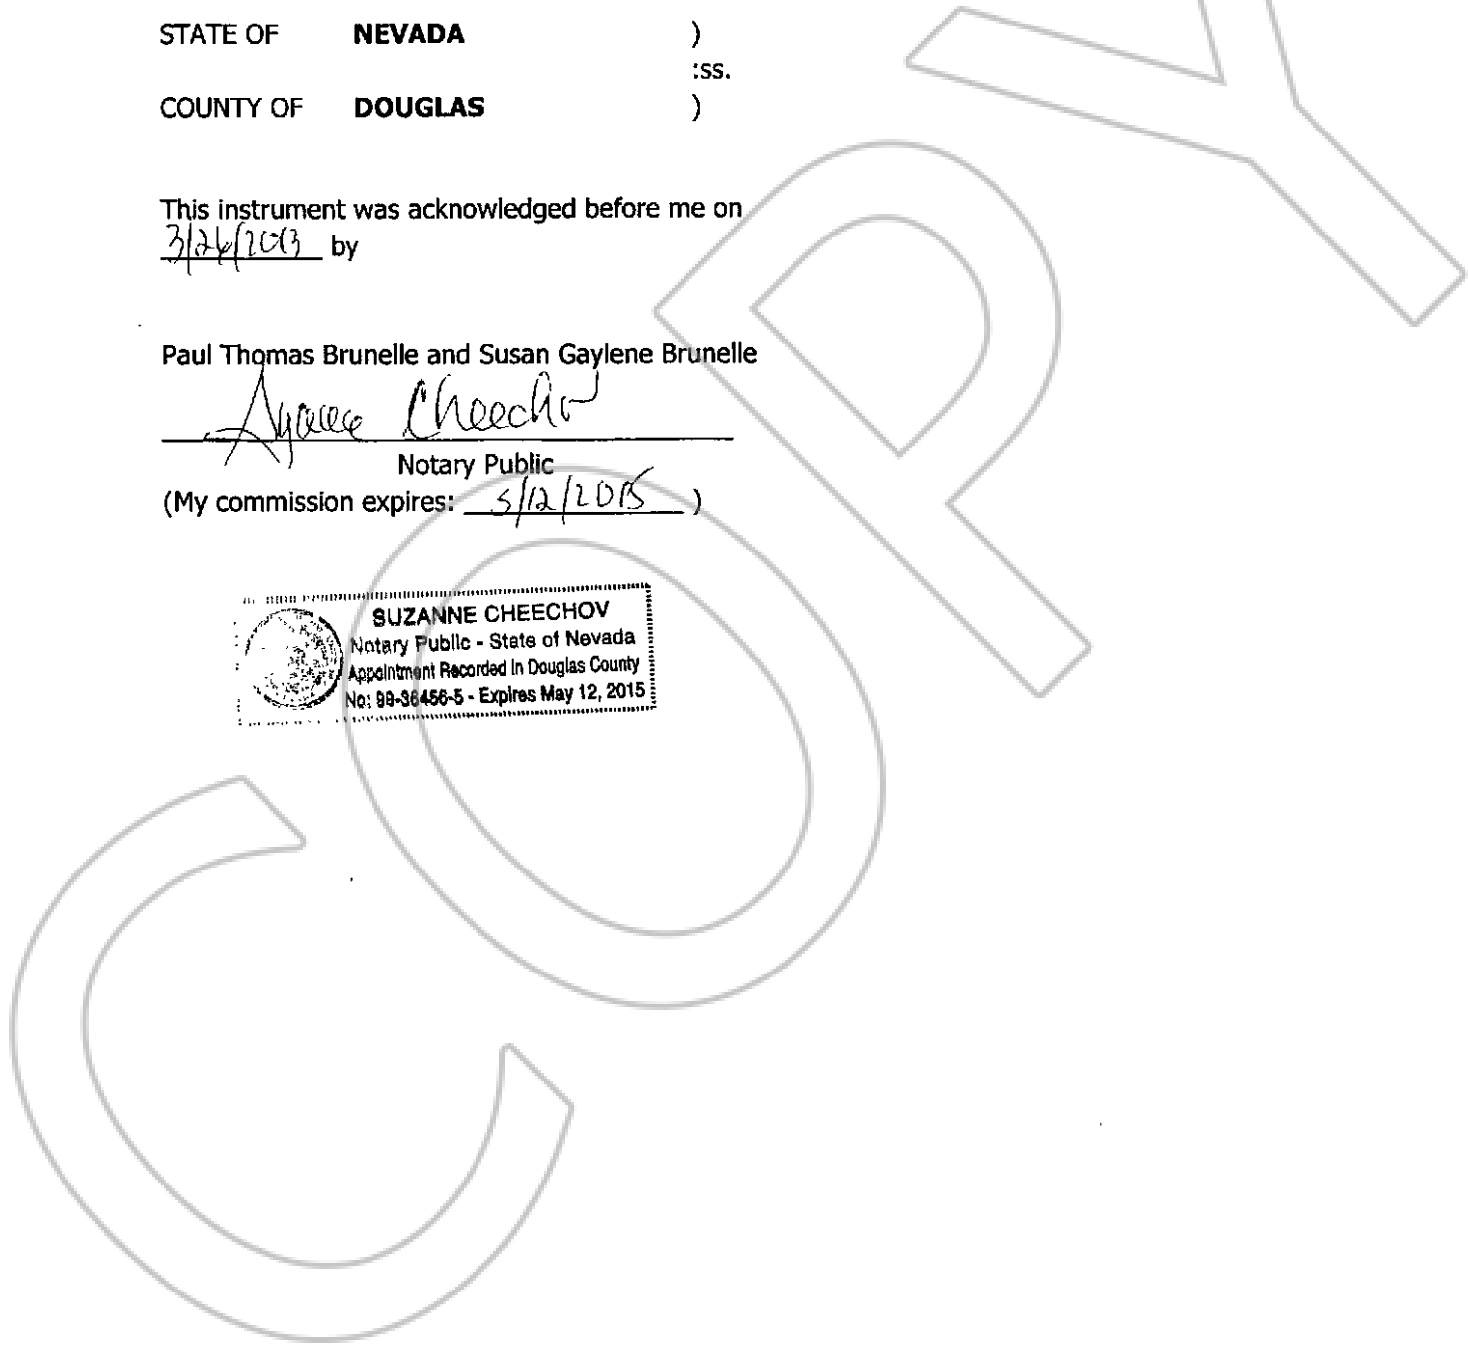 STATE OF NEVADA )
:ss.
COUNTY OF DOUGLAS )
This instrument was acknowledged before me on
3/26/2013 by
Paul Thomas Brunelle and Susan Gaylene Brunelle
Notary Public
(My commission expires: 5/12/2015 )
SUZANNE CHEECHOV
Notary Public - State of Nevada
Appointment Recorded in Douglas County
No: 99-36456-5 - Expires May 12, 2015
COPY